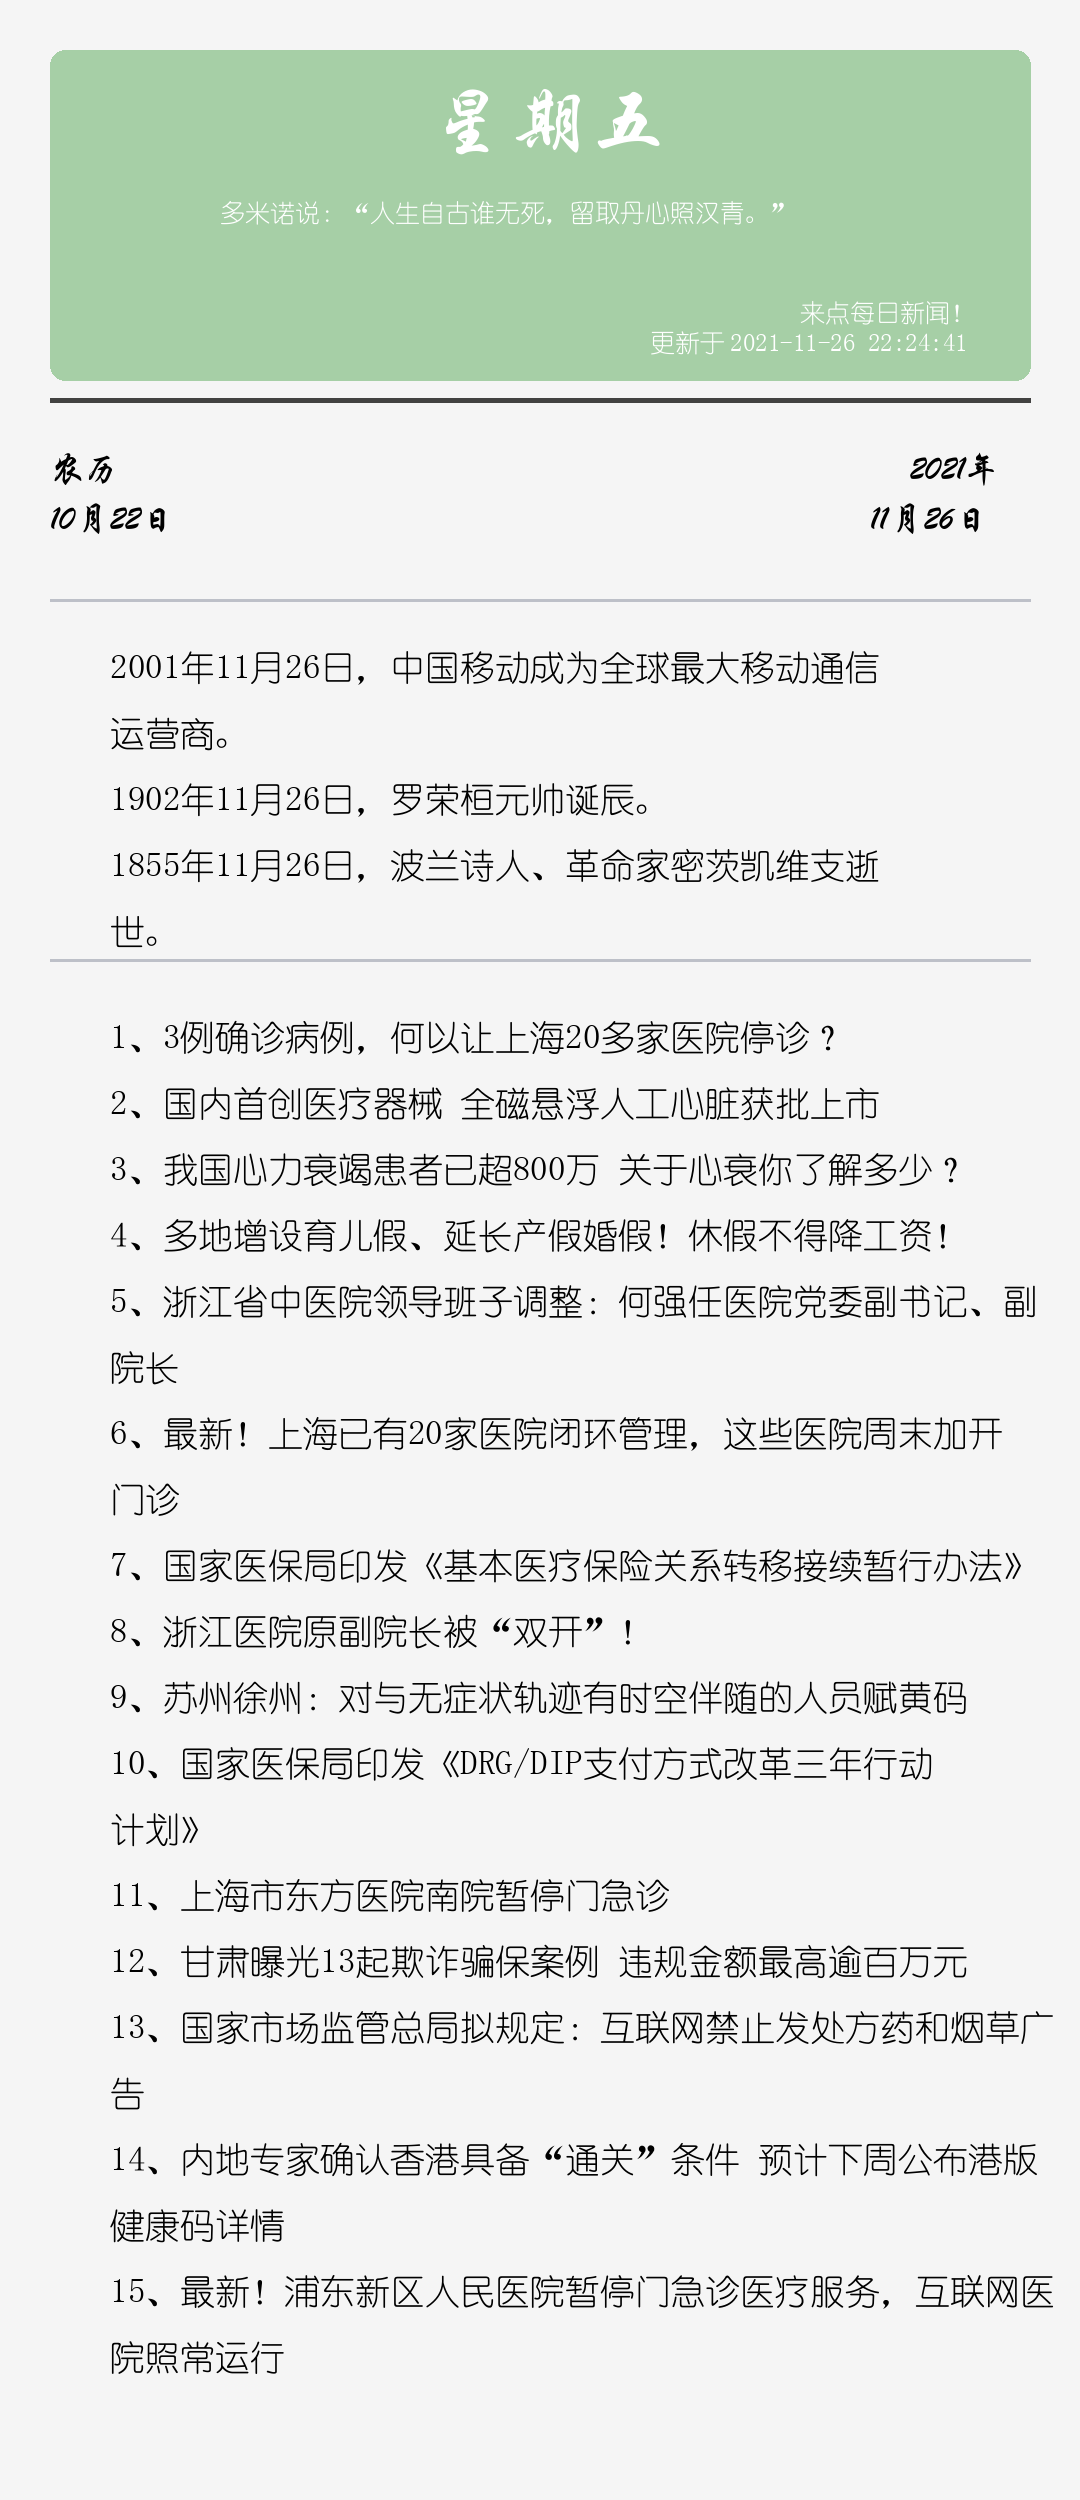 星期五
多米诺说：“人生自古谁无死，留取丹心照汉青。”
来点每日新闻！
更新于 2021-11-26 22:24:41
农历
2021年
10月22日
11月26日
2001年11月26日，中国移动成为全球最大移动通信
运营商。
1902年11月26日，罗荣桓元帅诞辰。
1855年11月26日，波兰诗人、革命家密茨凯维支逝
世。
1、3例确诊病例，何以让上海20多家医院停诊？
2、国内首创医疗器械 全磁悬浮人工心脏获批上市
3、我国心力衰竭患者已超800万 关于心衰你了解多少？
4、多地增设育儿假、延长产假婚假！休假不得降工资！
5、浙江省中医院领导班子调整：何强任医院党委副书记、副
院长
6、最新！上海已有20家医院闭环管理，这些医院周末加开
门诊
7、国家医保局印发《基本医疗保险关系转移接续暂行办法》
8、浙江医院原副院长被“双开”！
9、苏州徐州：对与无症状轨迹有时空伴随的人员赋黄码
10、国家医保局印发《DRG/DIP支付方式改革三年行动
计划》
11、上海市东方医院南院暂停门急诊
12、甘肃曝光13起欺诈骗保案例 违规金额最高逾百万元
13、国家市场监管总局拟规定：互联网禁止发处方药和烟草广
告
14、内地专家确认香港具备“通关”条件 预计下周公布港版
健康码详情
15、最新！浦东新区人民医院暂停门急诊医疗服务，互联网医
院照常运行